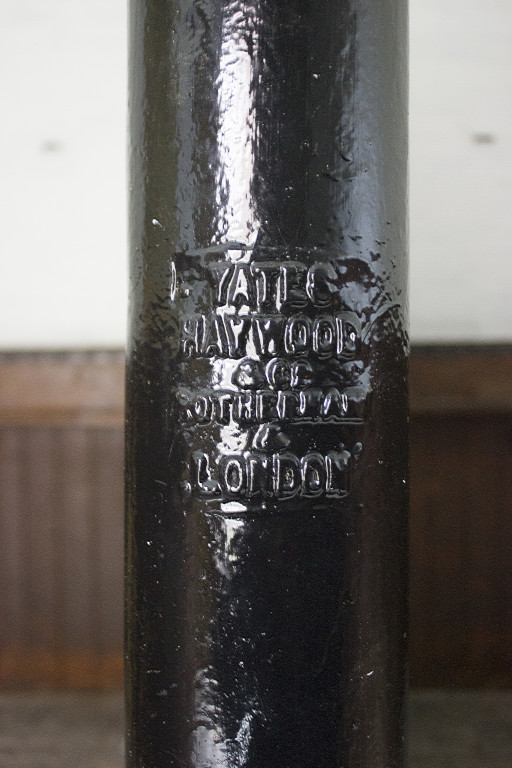 YATES
HAYWOOD
& CO
ROTHERHAM
&
LONDON